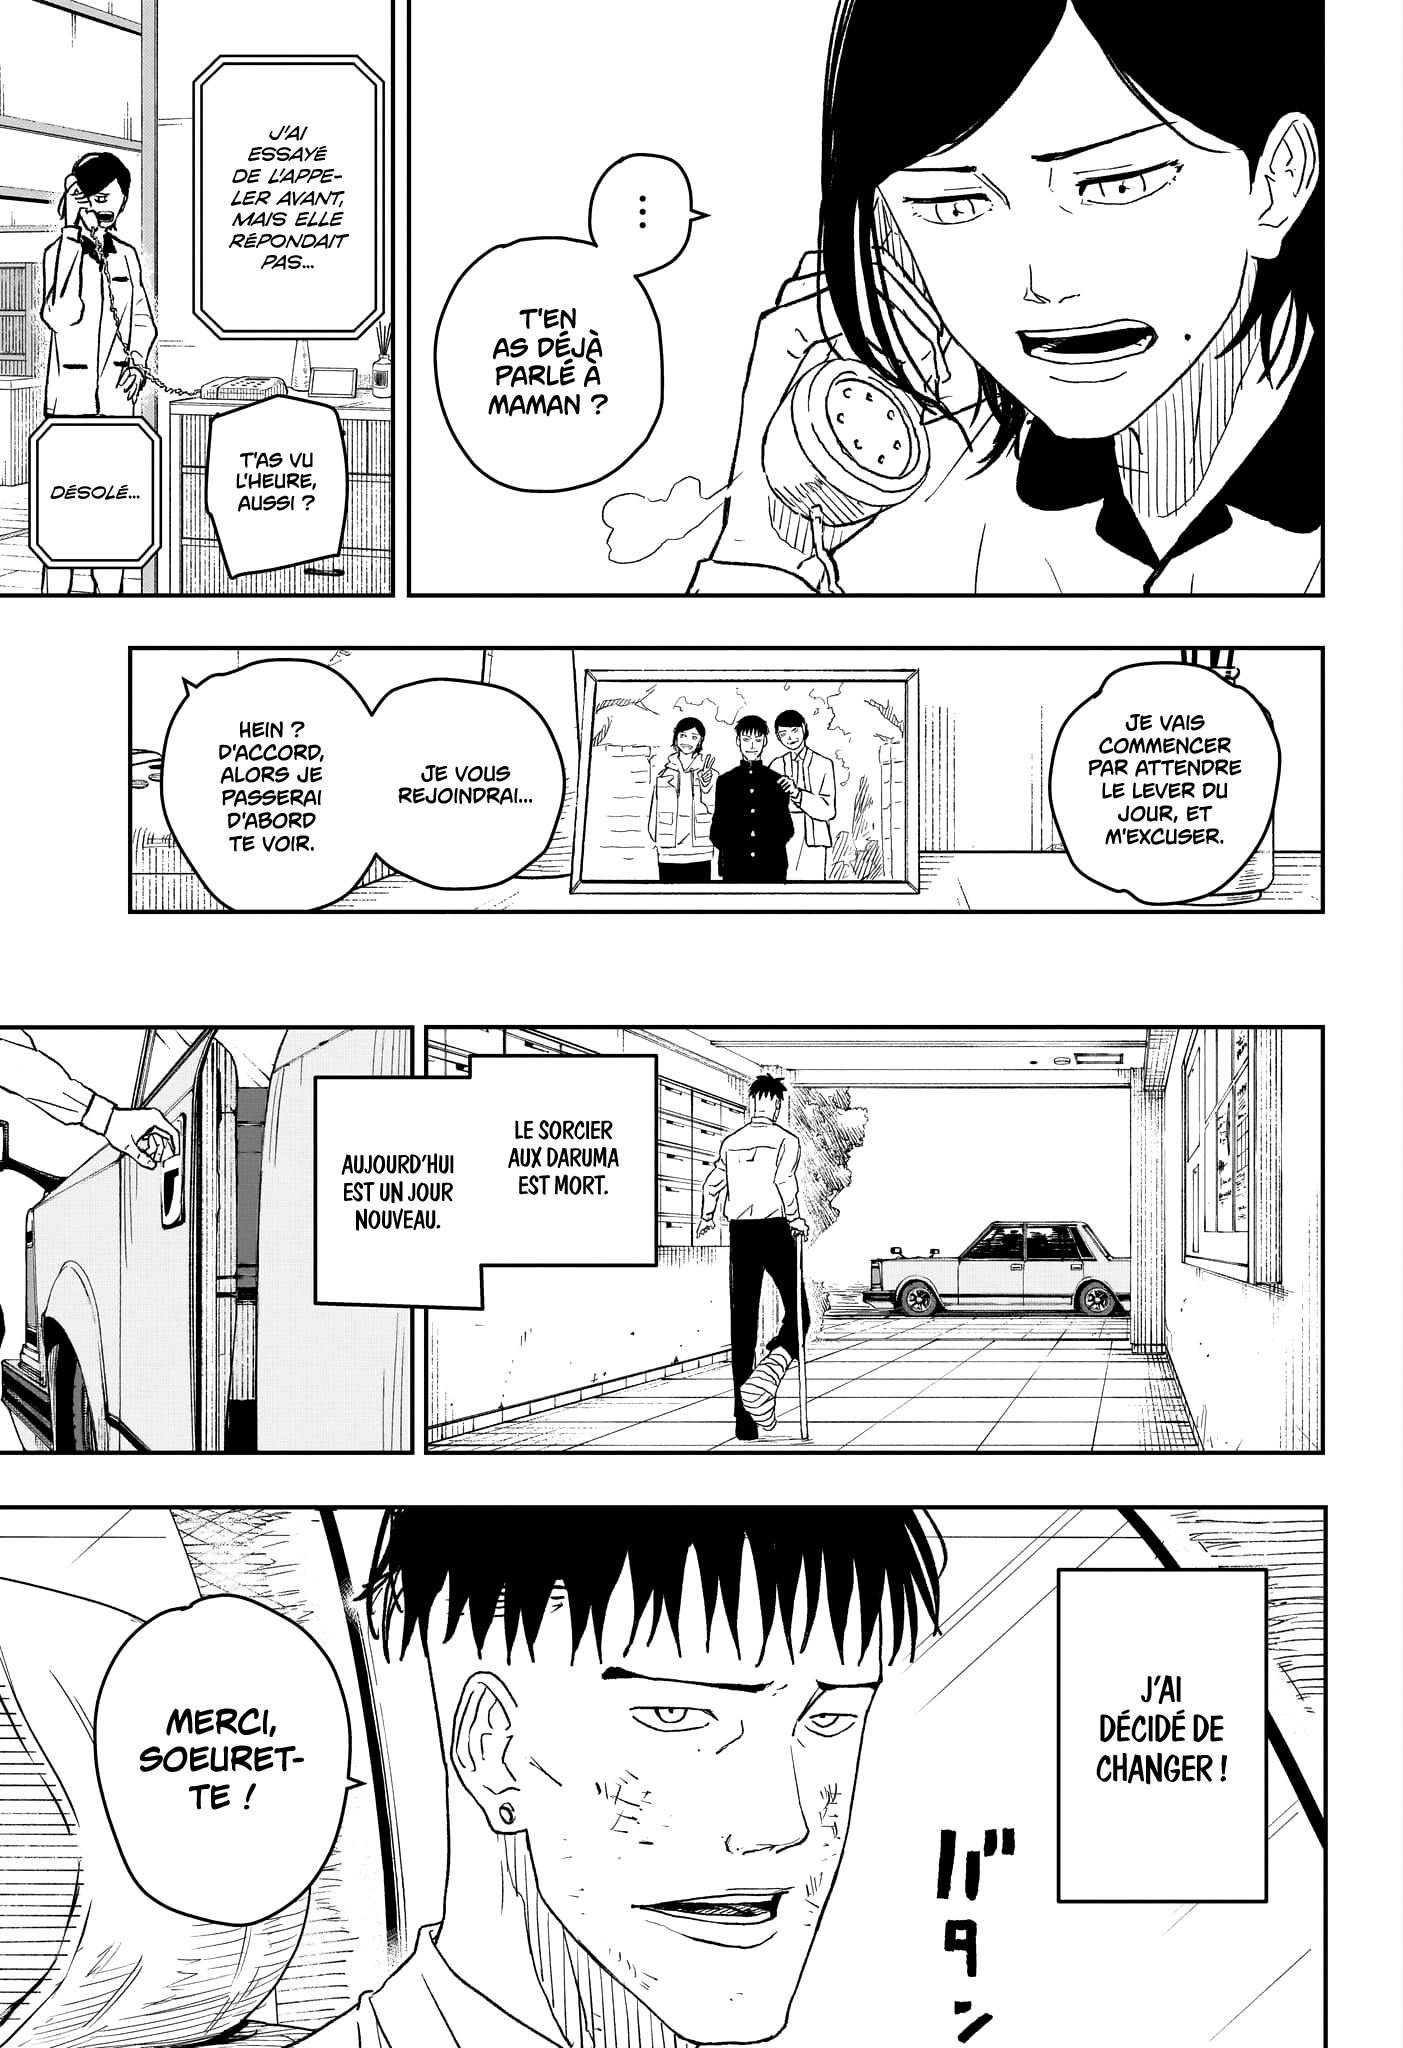 ...
T'EN
AS DÉJÀ
PARLÉ À
MAMAN ?
J'AI
ESSAYÉ
DE L'APPE-
LER AVANT,
MAIS ELLE
RÉPONDAIT
PAS...
T'AS VU
L'HEURE,
AUSSI ?
DÉSOLÉ...
JE VAIS
COMMENCER
PAR ATTENDRE
LE LEVER DU
JOUR, ET
M'EXCUSER.
JE VOUS
REJOINDRAI...
HEIN ?
D'ACCORD,
ALORS JE
PASSERAI
D'ABORD
TE VOIR.
LE SORCIER
AUX DARUMA
EST MORT.
AUJOURD'HUI
EST UN JOUR
NOUVEAU.
J'AI
DÉCIDÉ DE
CHANGER !
バタン
MERCI,
SOEURET-
TE !